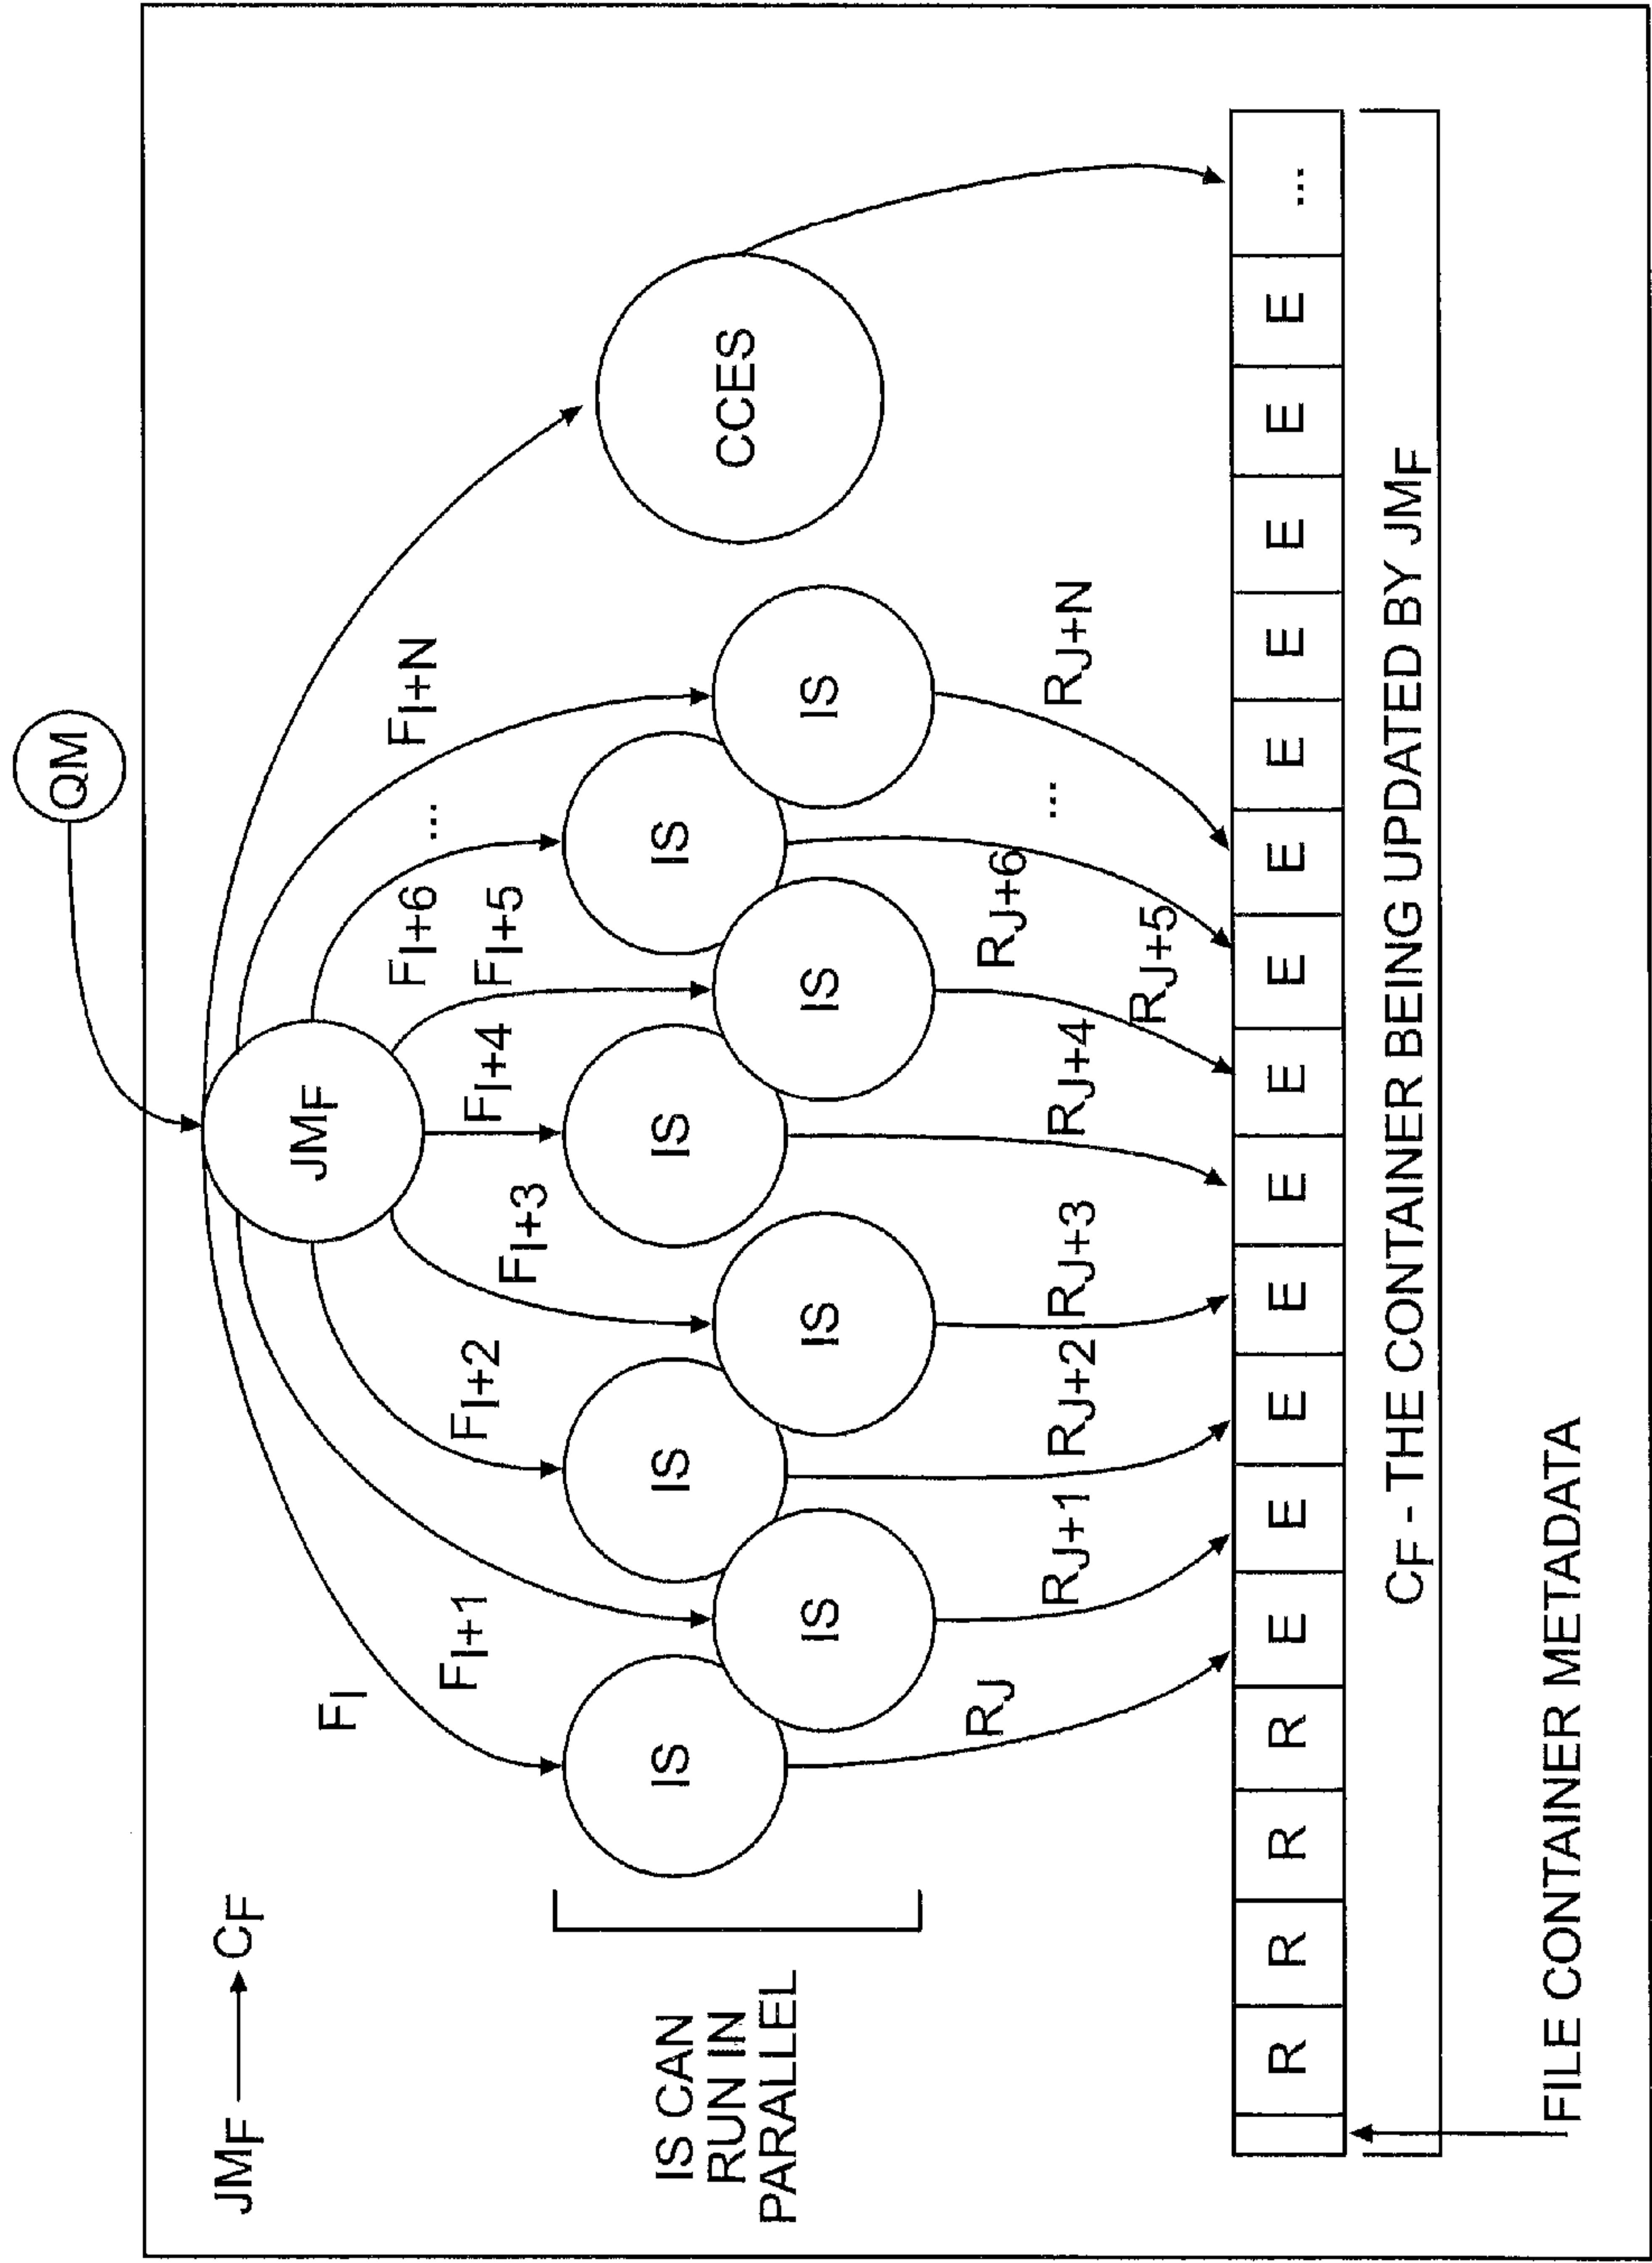 QM
JMF → CF
JMF
FI
FI+1
FI+2
FI+3
FI+4
FI+5
FI+6
...
FI+N
IS CAN
RUN IN
PARALLEL
IS
IS
IS
IS
IS
IS
IS
IS
CCES
RJ
RJ+1
RJ+2
RJ+3
RJ+4
RJ+5
RJ+6
...
RJ+N
R R R R E E E E E E E E E E E E E ...
CF - THE CONTAINER BEING UPDATED BY JMF
FILE CONTAINER METADATA